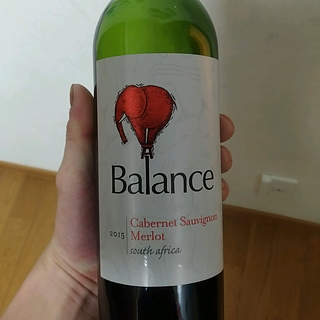 Balance
Cabernet Sauvignon
2015 Merlot
south africa